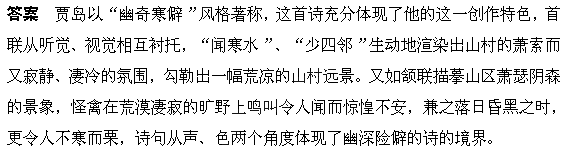 答案　贾岛以“幽奇寒僻”风格著称，这首诗充分体现了他的这一创作特色，首
联从听觉、视觉相互衬托，“闻寒水”、“少四邻”生动地渲染出山村的萧索而
又寂静、凄冷的氛围，勾勒出一幅荒凉的山村远景。又如颔联描摹山区萧瑟阴森
的景象，怪禽在荒漠凄寂的旷野上鸣叫令人闻而惊惶不安，兼之落日昏黑之时，
更令人不寒而栗，诗句从声、色两个角度体现了幽深险僻的诗的境界。